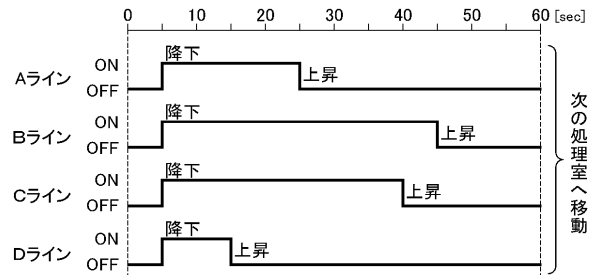 0 10 20 30 40 50 60 [sec]
Aライン ON 降下
OFF 上昇
Bライン ON 降下
OFF 上昇
Cライン ON 降下
OFF 上昇
Dライン ON 降下
OFF 上昇
次の処理室へ移動